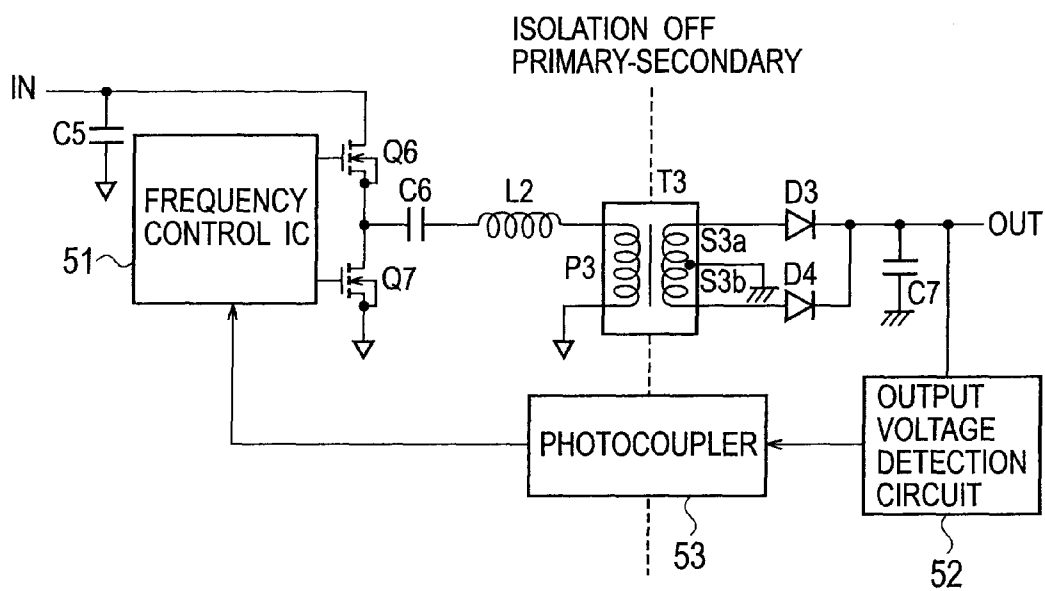 ISOLATION OFF
PRIMARY-SECONDARY
IN
C5
Q6
FREQUENCY
CONTROL IC
51
C6
L2
T3
D3
OUT
P3
S3a
S3b
Q7
D4
C7
PHOTOCOUPLER
53
OUTPUT
VOLTAGE
DETECTION
CIRCUIT
52